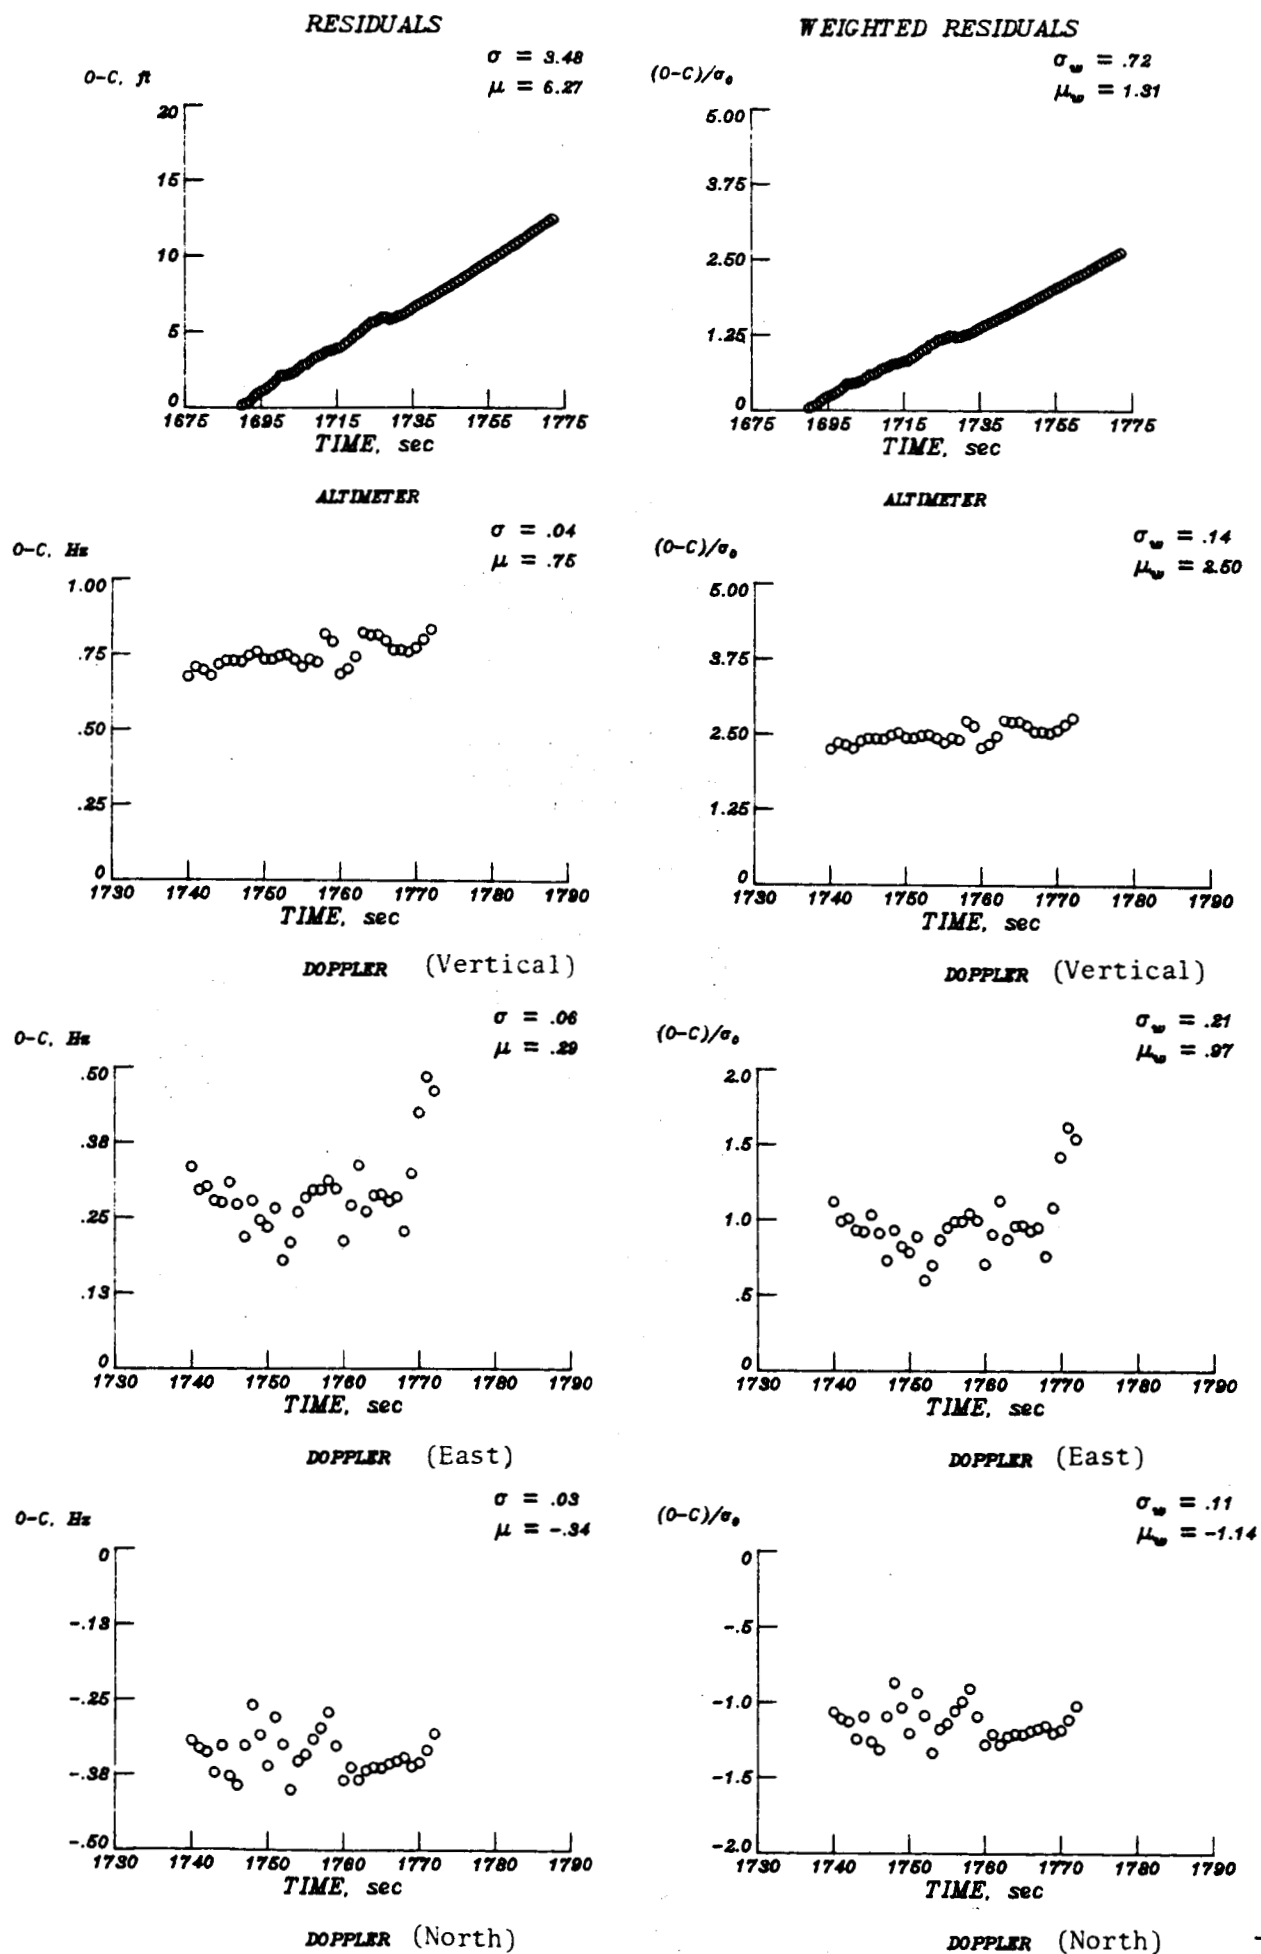 RESIDUALS
WEIGHTED RESIDUALS
σ = 3.48
μ = 6.27
O-C, ft
20
15
10
5
0
1675 1695 1715 1735 1755 1775
TIME, sec
ALTIMETER
σw = .72
μw = 1.31
(O-C)/σ₀
5.00
3.75
2.50
1.25
0
1675 1695 1715 1735 1755 1775
TIME, sec
ALTIMETER
σ = .04
μ = .75
O-C, Hz
1.00
.75
.50
.25
0
1730 1740 1750 1760 1770 1780 1790
TIME, sec
DOPPLER (Vertical)
σw = .14
μw = 2.50
(O-C)/σ₀
5.00
3.75
2.50
1.25
0
1730 1740 1750 1760 1770 1780 1790
TIME, sec
DOPPLER (Vertical)
σ = .06
μ = .29
O-C, Hz
.50
.38
.25
.13
0
1730 1740 1750 1760 1770 1780 1790
TIME, sec
DOPPLER (East)
σw = .21
μw = .97
(O-C)/σ₀
2.0
1.5
1.0
.5
0
1730 1740 1750 1760 1770 1780 1790
TIME, sec
DOPPLER (East)
σ = .03
μ = -.34
O-C, Hz
0
-.13
-.25
-.38
-.50
1730 1740 1750 1760 1770 1780 1790
TIME, sec
DOPPLER (North)
σw = .11
μw = -1.14
(O-C)/σ₀
0
-.5
-1.0
-1.5
-2.0
1730 1740 1750 1760 1770 1780 1790
TIME, sec
DOPPLER (North)